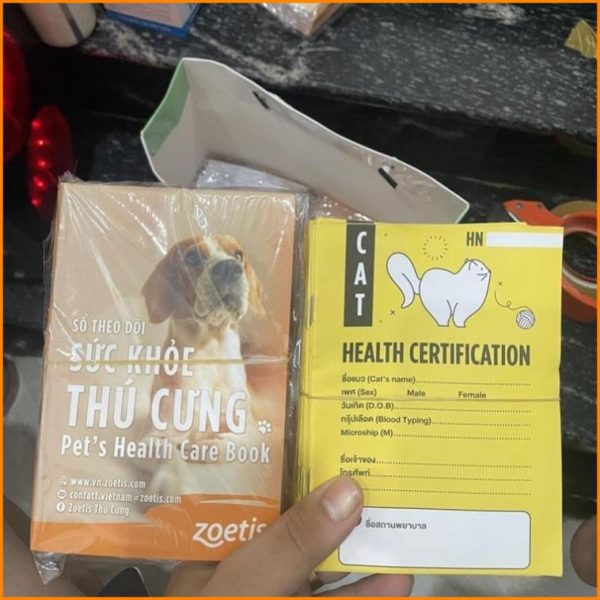 SỔ THEO DÕI
SỨC KHỎE
THÚ CƯNG
Pet's Health Care Book
www.vn.zoetis.com
contact.vietnam@zoetis.com
Zoetis Thú Cưng
zoetis
CAT
HN
HEALTH CERTIFICATION
ชื่อแมว (Cat's name)
เพศ (Sex) Male Female
วันเกิด (D.O.B)
กรุ๊ปเลือด (Blood Typing)
Microship (M)
ชื่อเจ้าของ
โทรศัพท์
ชื่อสถานพยาบาล